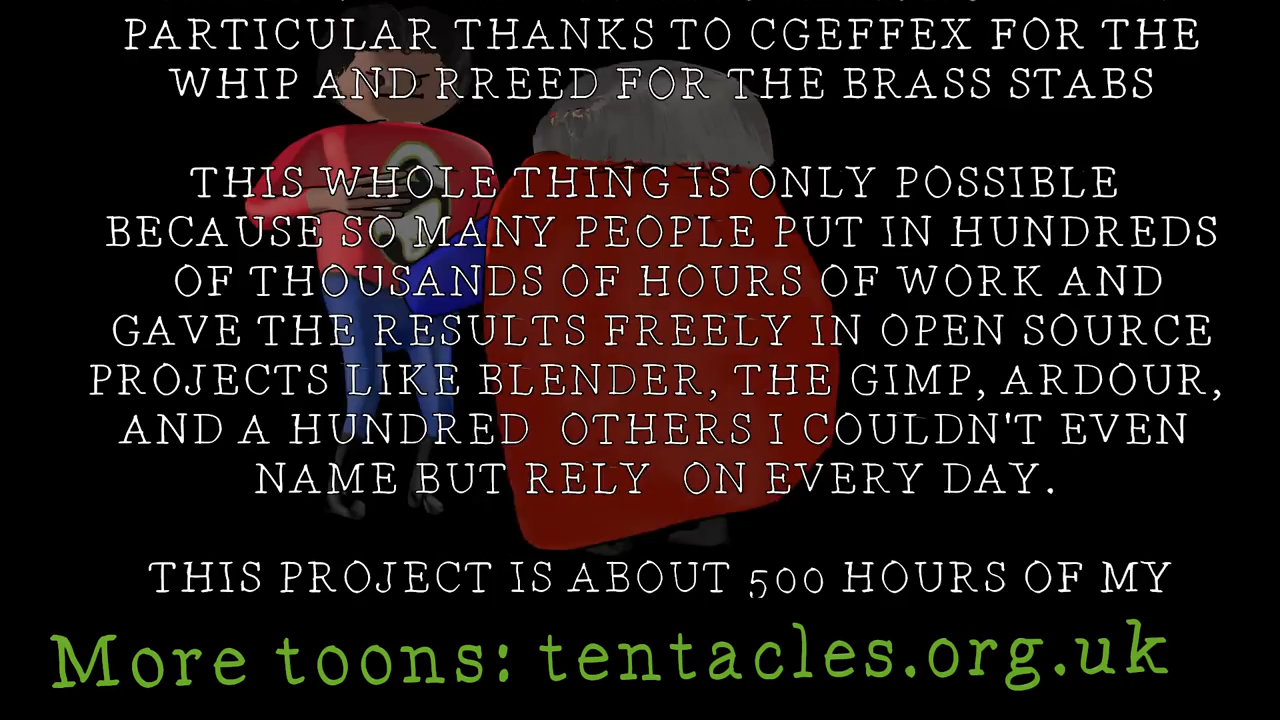 PARTICULAR THANKS TO CGEFFEX FOR THE
WHIP AND RREED FOR THE BRASS STABS
THIS WHOLE THING IS ONLY POSSIBLE
BECAUSE SO MANY PEOPLE PUT IN HUNDREDS
OF THOUSANDS OF HOURS OF WORK AND
GAVE THE RESULTS FREELY IN OPEN SOURCE
PROJECTS LIKE BLENDER, THE GIMP, ARDOUR,
AND A HUNDRED OTHERS I COULDN'T EVEN
NAME BUT RELY ON EVERY DAY.
THIS PROJECT IS ABOUT 500 HOURS OF MY
More toons: tentacles.org.uk